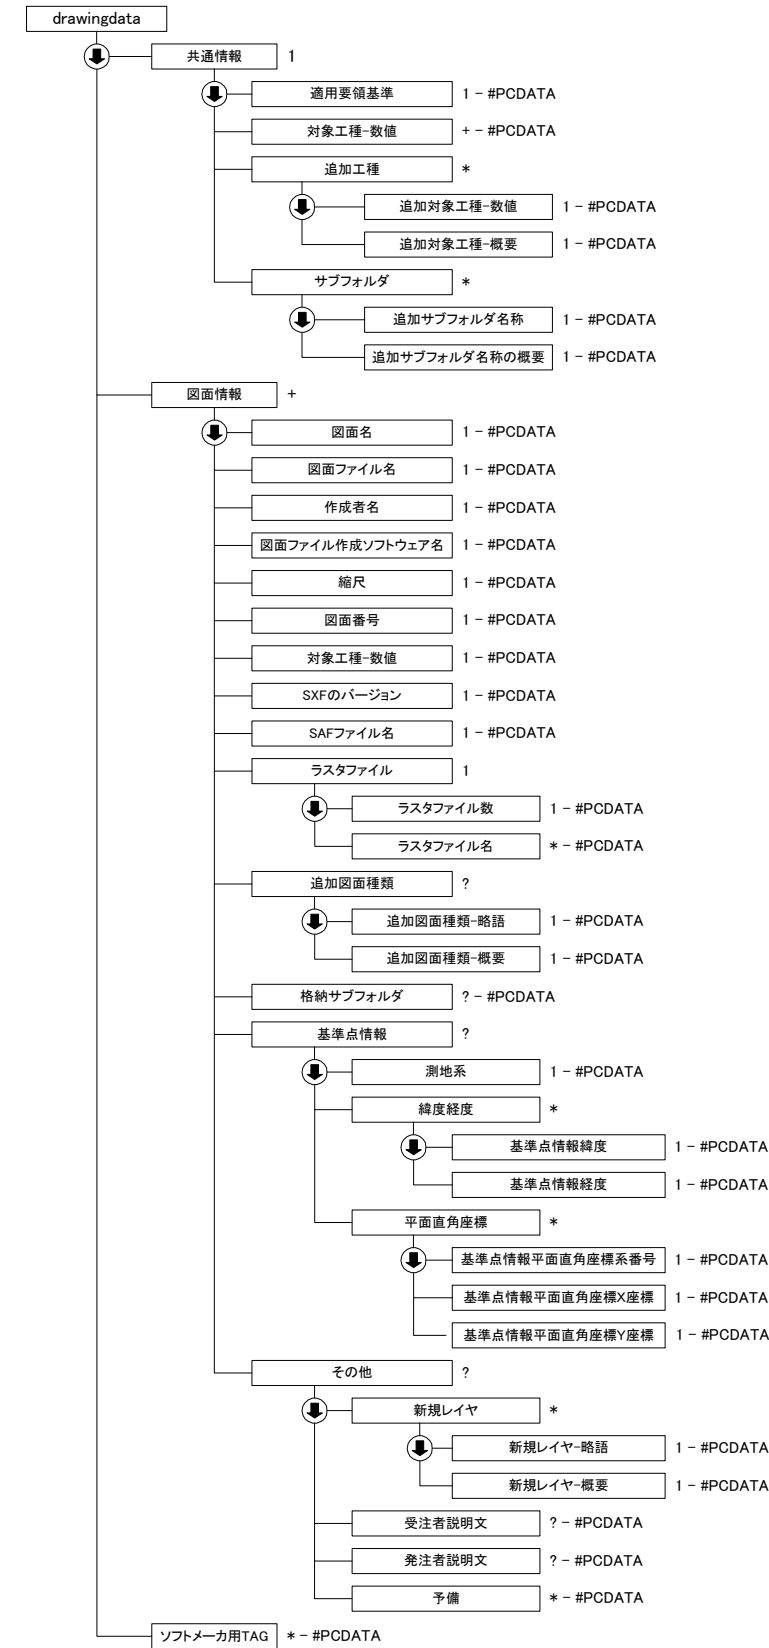 drawingdata
共通情報 1
適用要領基準 1 - #PCDATA
対象工種-数値 + - #PCDATA
追加工種 *
追加対象工種-数値 1 - #PCDATA
追加対象工種-概要 1 - #PCDATA
サブフォルダ *
追加サブフォルダ名称 1 - #PCDATA
追加サブフォルダ名称の概要 1 - #PCDATA
図面情報 +
図面名 1 - #PCDATA
図面ファイル名 1 - #PCDATA
作成者名 1 - #PCDATA
図面ファイル作成ソフトウェア名 1 - #PCDATA
縮尺 1 - #PCDATA
図面番号 1 - #PCDATA
対象工種-数値 1 - #PCDATA
SXFのバージョン 1 - #PCDATA
SAFファイル名 1 - #PCDATA
ラスタファイル 1
ラスタファイル数 1 - #PCDATA
ラスタファイル名 * - #PCDATA
追加図面種類 ?
追加図面種類-略語 1 - #PCDATA
追加図面種類-概要 1 - #PCDATA
格納サブフォルダ ? - #PCDATA
基準点情報 ?
測地系 1 - #PCDATA
緯度経度 *
基準点情報緯度 1 - #PCDATA
基準点情報経度 1 - #PCDATA
平面直角座標 *
基準点情報平面直角座標系番号 1 - #PCDATA
基準点情報平面直角座標X座標 1 - #PCDATA
基準点情報平面直角座標Y座標 1 - #PCDATA
その他 ?
新規レイヤ *
新規レイヤ-略語 1 - #PCDATA
新規レイヤ-概要 1 - #PCDATA
受注者説明文 ? - #PCDATA
発注者説明文 ? - #PCDATA
予備 * - #PCDATA
ソフトメーカ用TAG * - #PCDATA